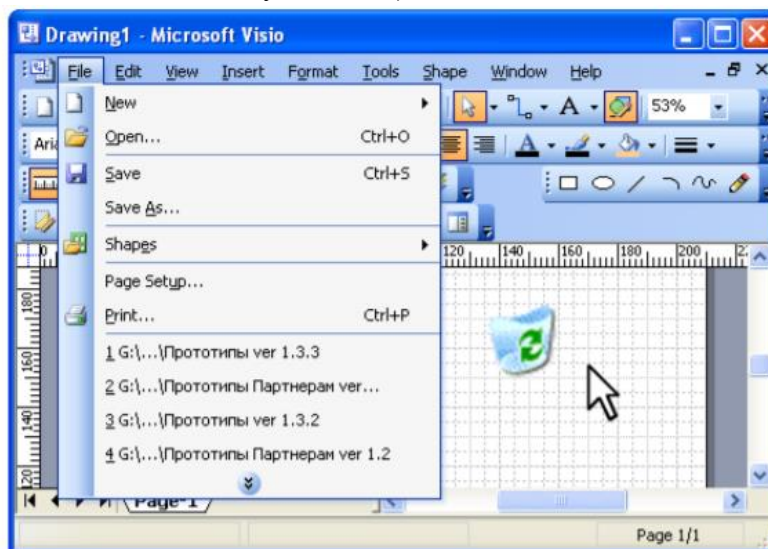 Drawing1 - Microsoft Visio
File Edit View Insert Format Tools Shape Window Help
New
53%
Open... Ctrl+O
Save Ctrl+S
Save As...
Shapes
120 140 160 180 200
Page Setup...
180
Print... Ctrl+P
1 G:\...\Прототипы ver 1.3.3
160
2 G:\...\Прототипы Партнерам ver...
3 G:\...\Прототипы ver 1.3.2
140
4 G:\...\Прототипы Партнерам ver 1.2
120
Page-1
Page 1/1